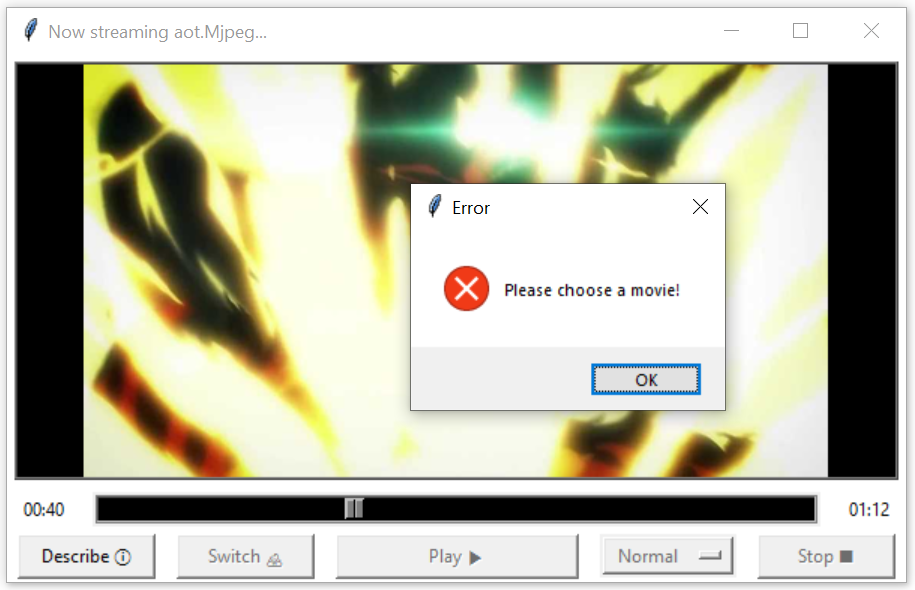 Now streaming aot.Mjpeg...
Error
Please choose a movie!
OK
00:40
01:12
Describe
Switch
Play
Normal
Stop